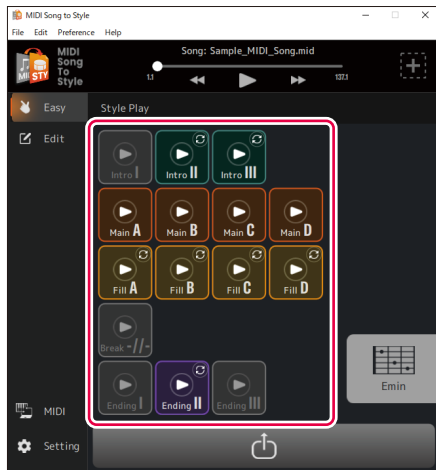 MIDI Song to Style
File Edit Preference Help
MIDI
Song
To
Style
MI STY
Song: Sample_MIDI_Song.mid
1.1
137.1
Easy
Style Play
Edit
Intro I
Intro II
Intro III
Main A
Main B
Main C
Main D
Fill A
Fill B
Fill C
Fill D
Break -//-
Ending I
Ending II
Ending III
Emin
MIDI
Setting